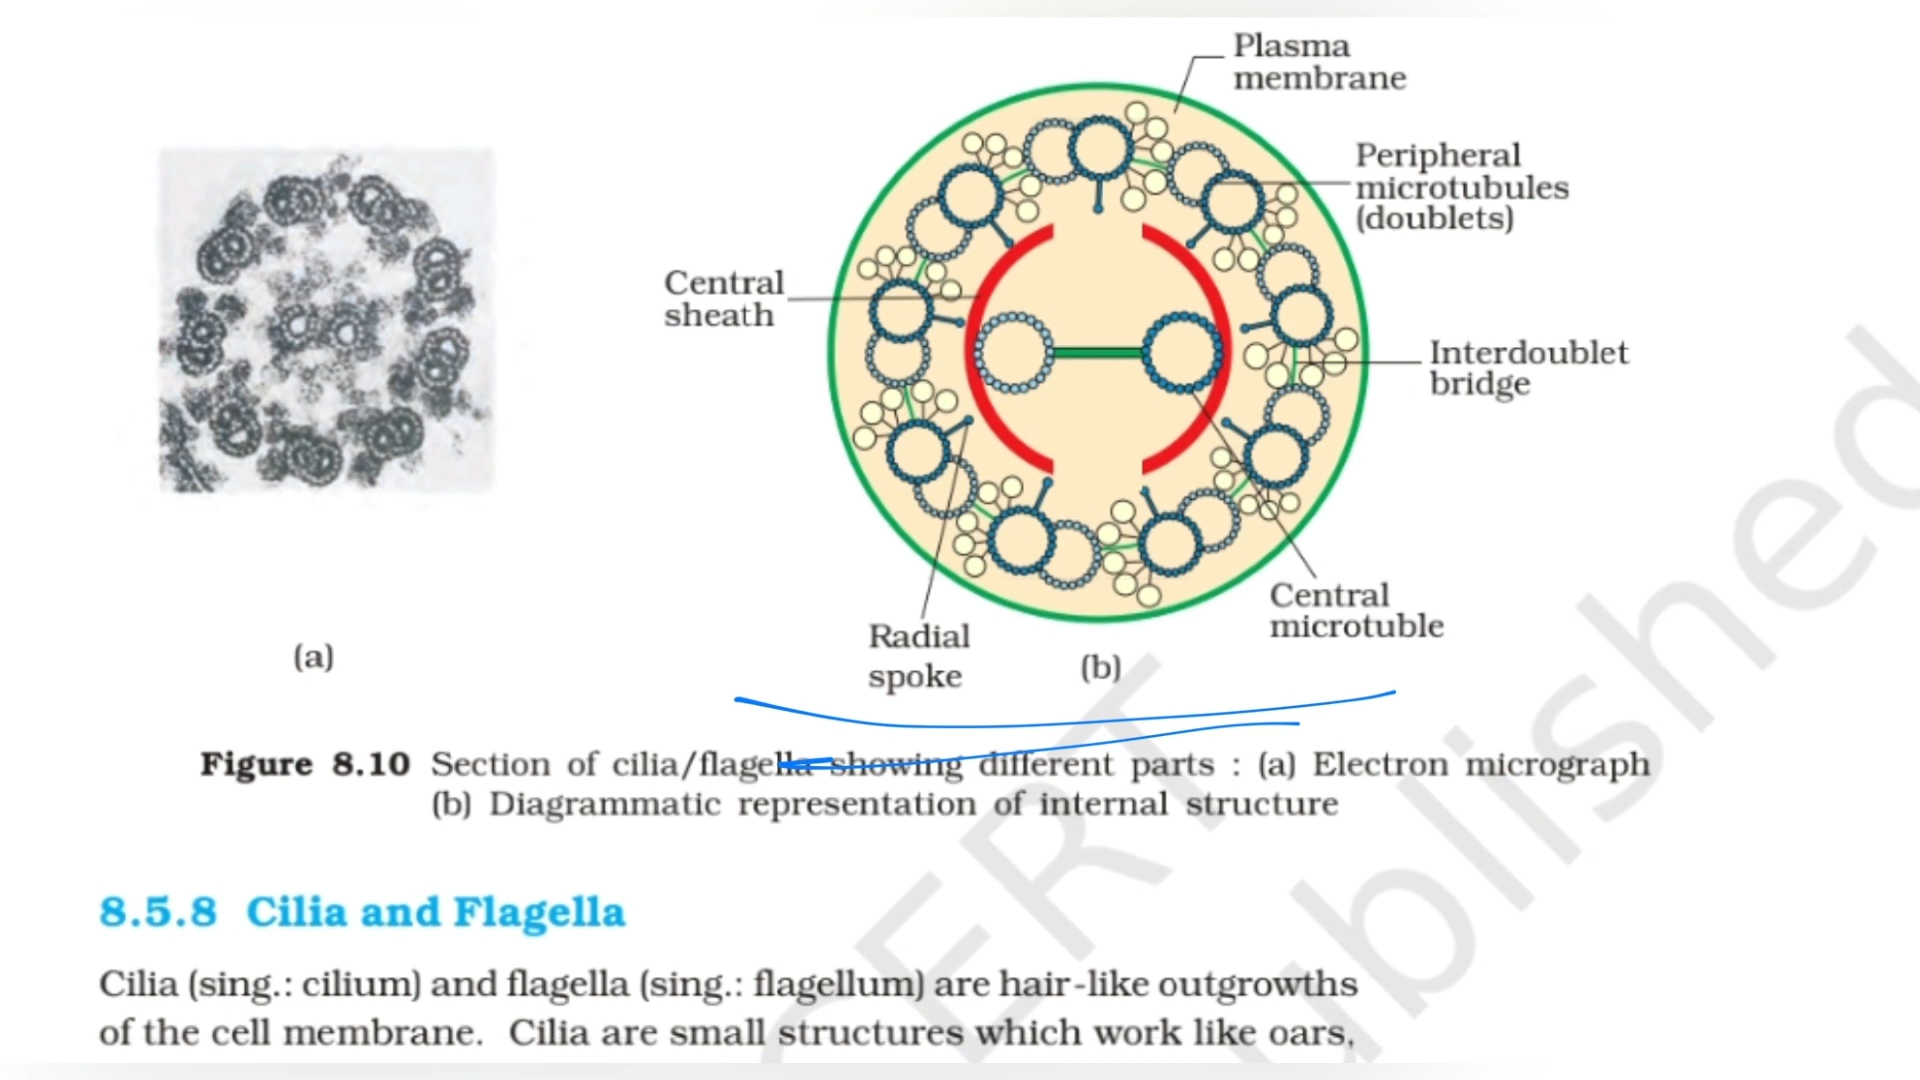 Plasma
membrane
Peripheral
microtubules
(doublets)
Central
sheath
Interdoublet
bridge
Central
microtuble
Radial
spoke
(a)
(b)
Figure 8.10 Section of cilia/flagella showing different parts : (a) Electron micrograph
(b) Diagrammatic representation of internal structure
8.5.8 Cilia and Flagella
Cilia (sing.: cilium) and flagella (sing.: flagellum) are hair-like outgrowths
of the cell membrane. Cilia are small structures which work like oars,
CERT
ublished